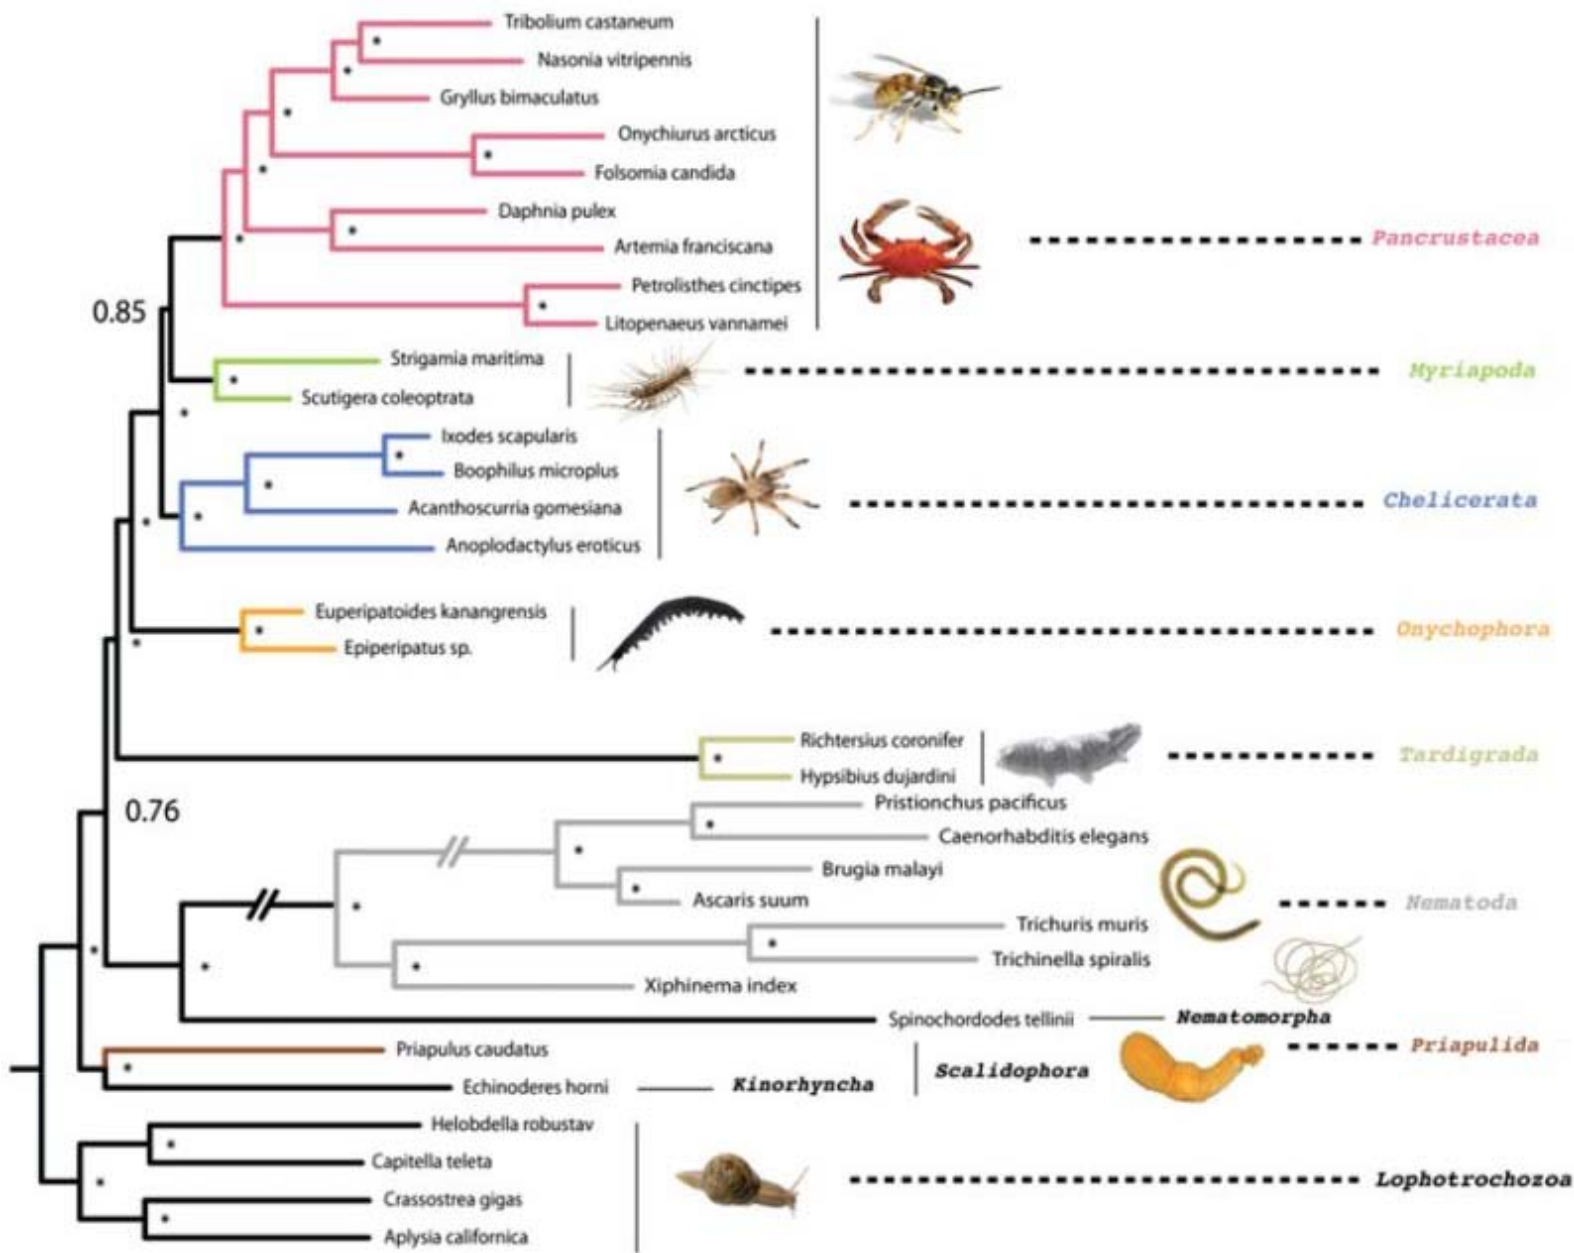 Tribolium castaneum
Nasonia vitripennis
Gryllus bimaculatus
Onychiurus arcticus
Folsomia candida
Daphnia pulex
Artemia franciscana
Pancrustacea
Petrolisthes cinctipes
0.85
Litopenaeus vannamei
Strigamia maritima
Myriapoda
Scutigera coleoptrata
Ixodes scapularis
Boophilus microplus
Chelicerata
Acanthoscurria gomesiana
Anoplodactylus eroticus
Euperipatoides kanangrensis
Onychophora
Epiperipatus sp.
Richtersius coronifer
Tardigrada
Hypsibius dujardini
0.76
Pristionchus pacificus
Caenorhabditis elegans
Brugia malayi
Ascaris suum
Nematoda
Trichuris muris
Trichinella spiralis
Xiphinema index
Spinochordodes tellinii Nematomorpha
Priapulus caudatus
Priapulida
Scalidophora
Echinoderes horni Kinorhyncha
Helobdella robustav
Capitella teleta
Lophotrochozoa
Crassostrea gigas
Aplysia californica